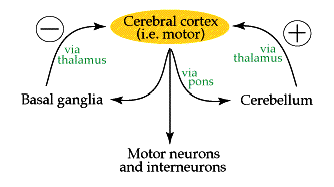 Cerebral cortex
(i.e. motor)
−
+
via
thalamus
via
thalamus
via
pons
Basal ganglia
Cerebellum
Motor neurons
and interneurons